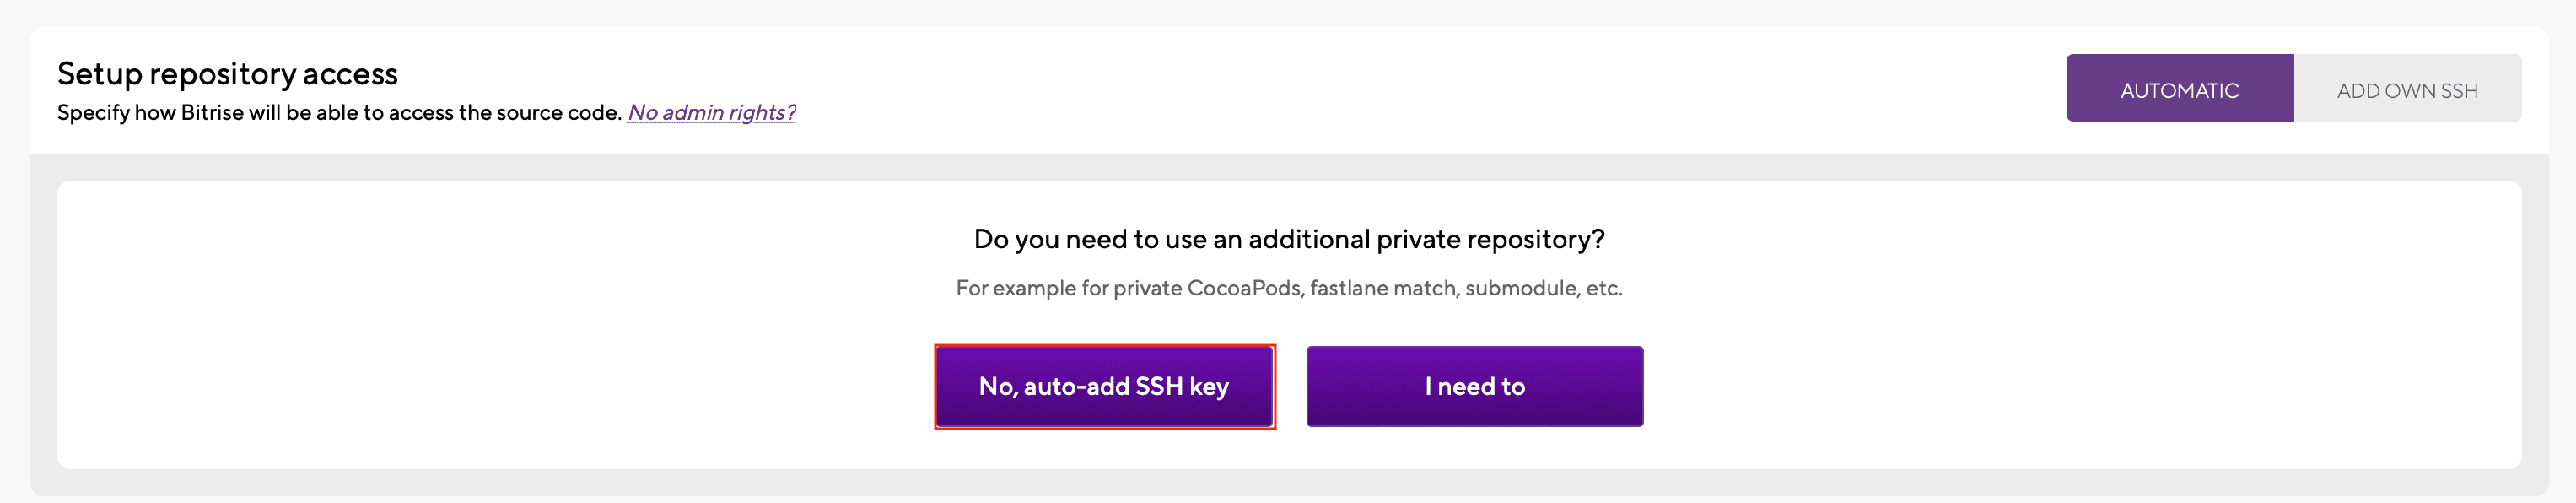 Setup repository access
Specify how Bitrise will be able to access the source code. No admin rights?
AUTOMATIC
ADD OWN SSH
Do you need to use an additional private repository?
For example for private CocoaPods, fastlane match, submodule, etc.
No, auto-add SSH key
I need to